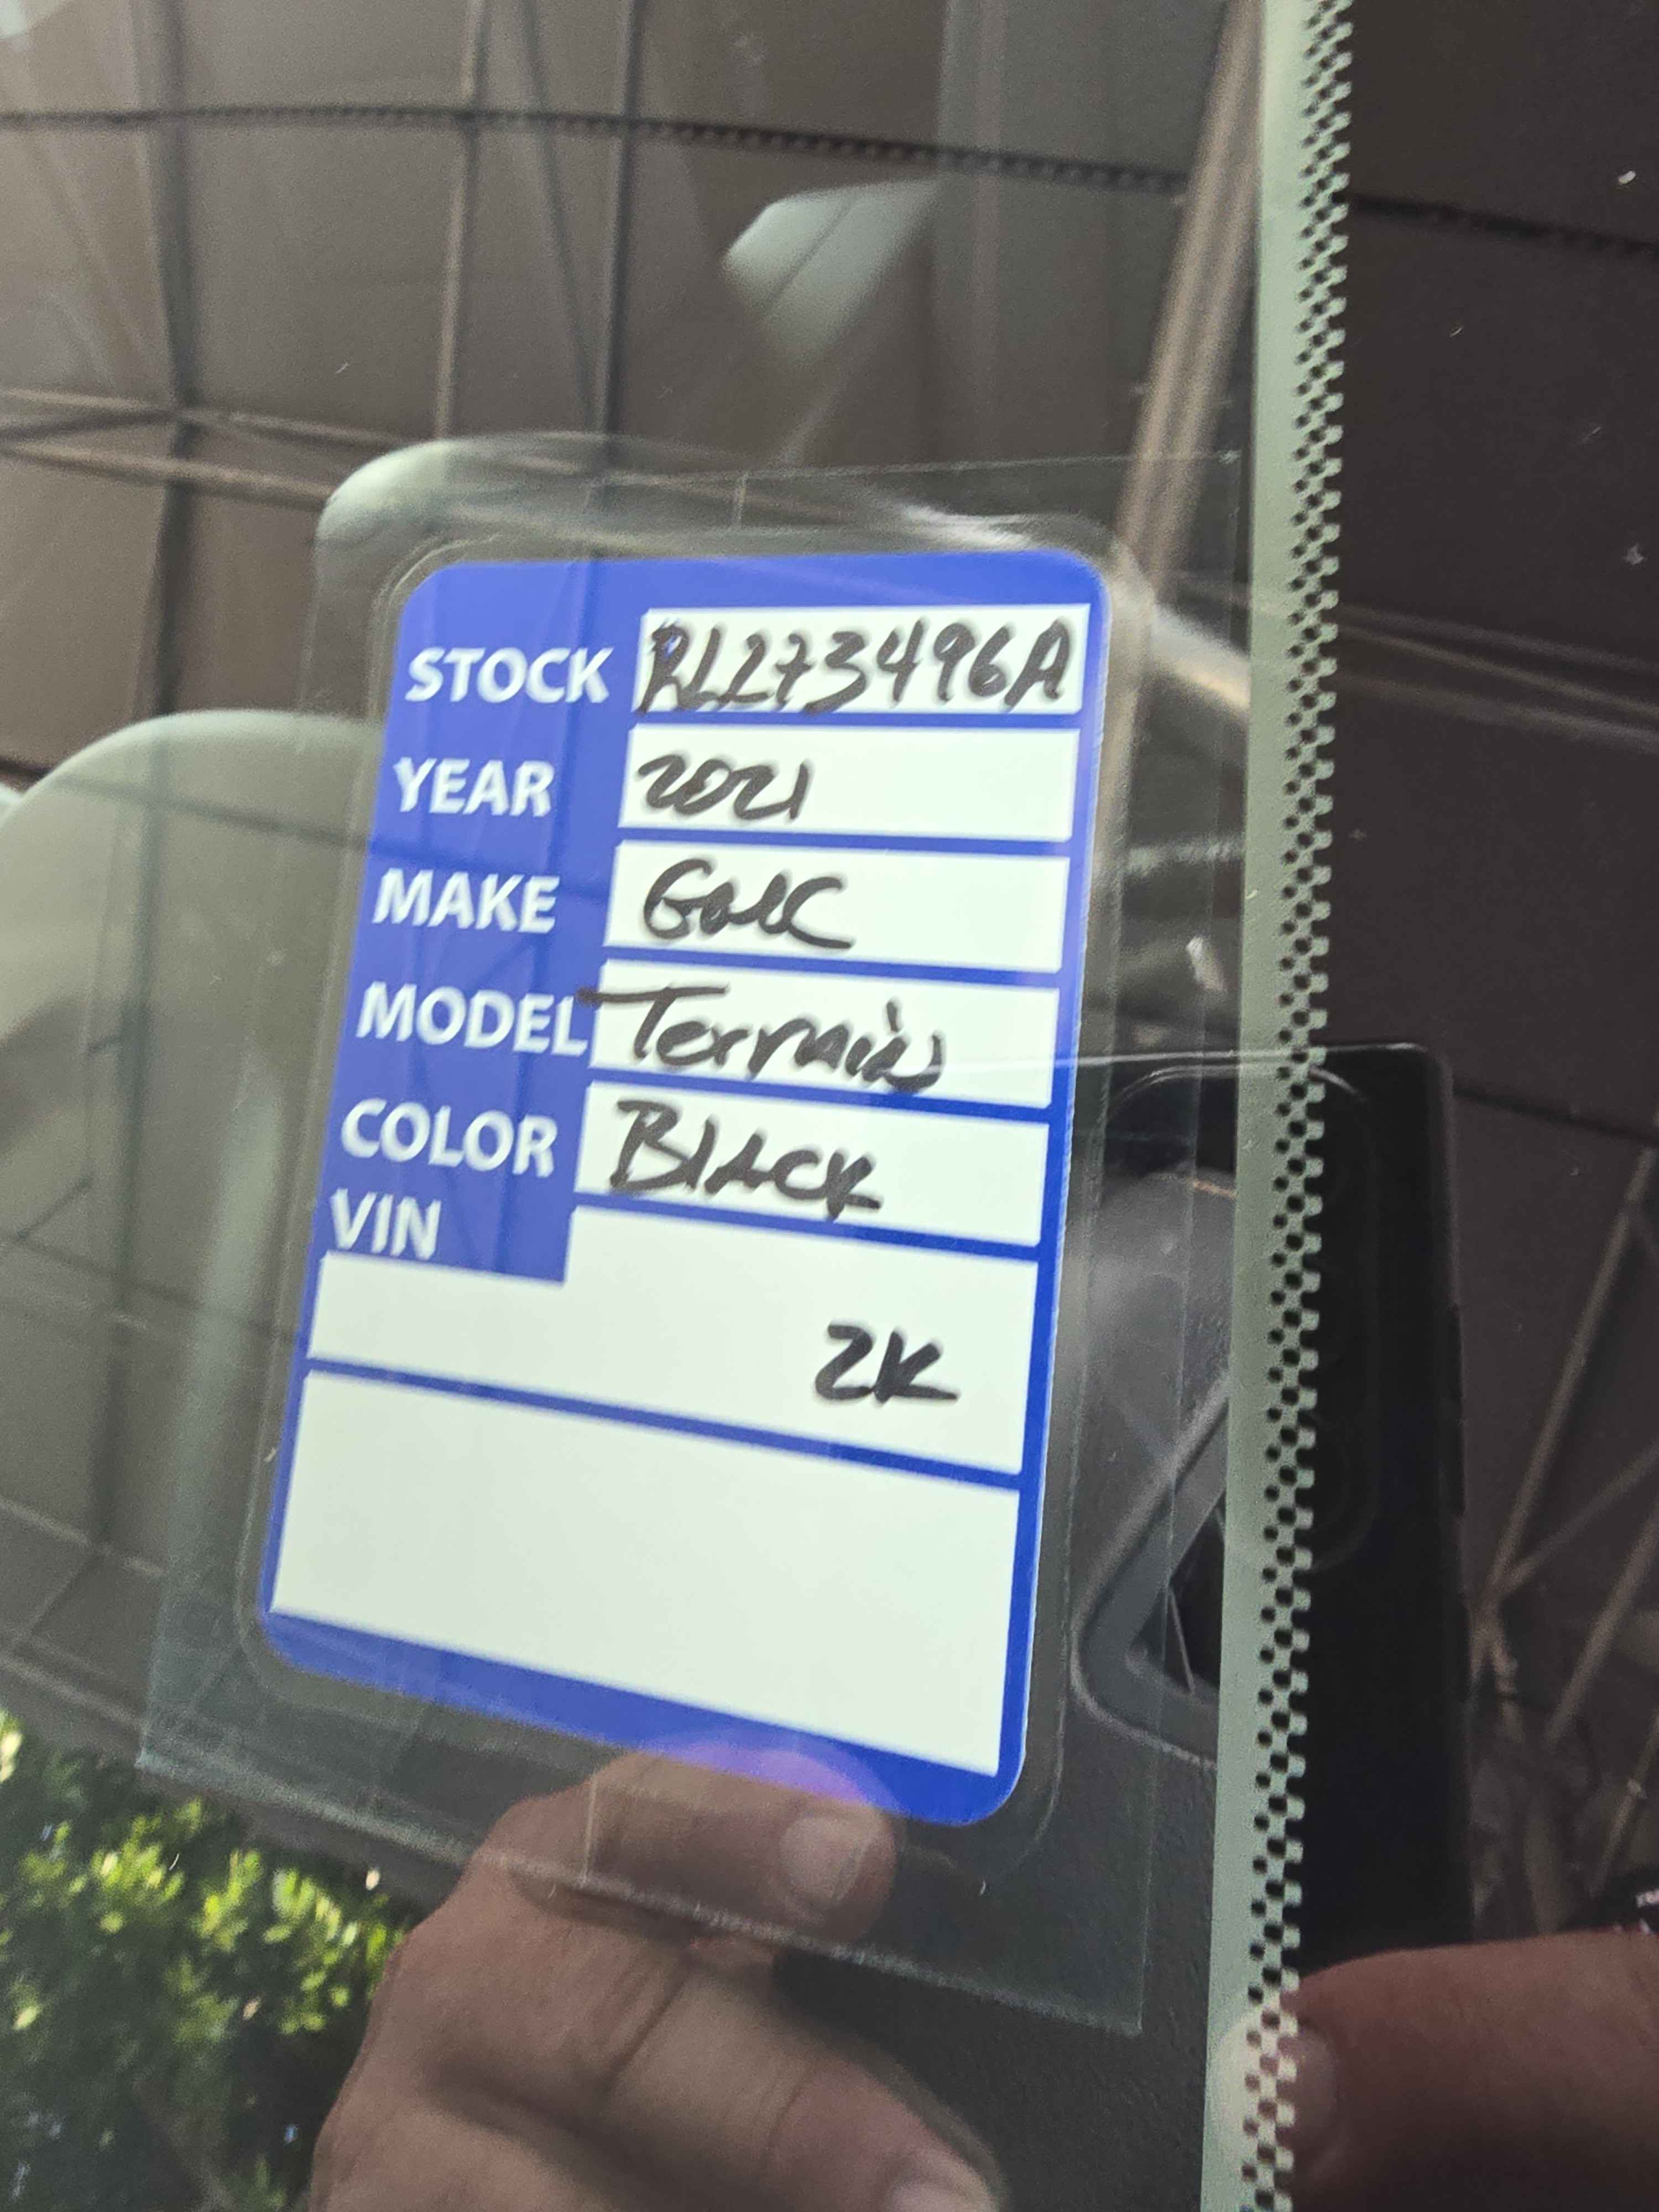 STOCK RL273496A
YEAR 2021
MAKE GMC
MODEL Terrain
COLOR Black
VIN
2K